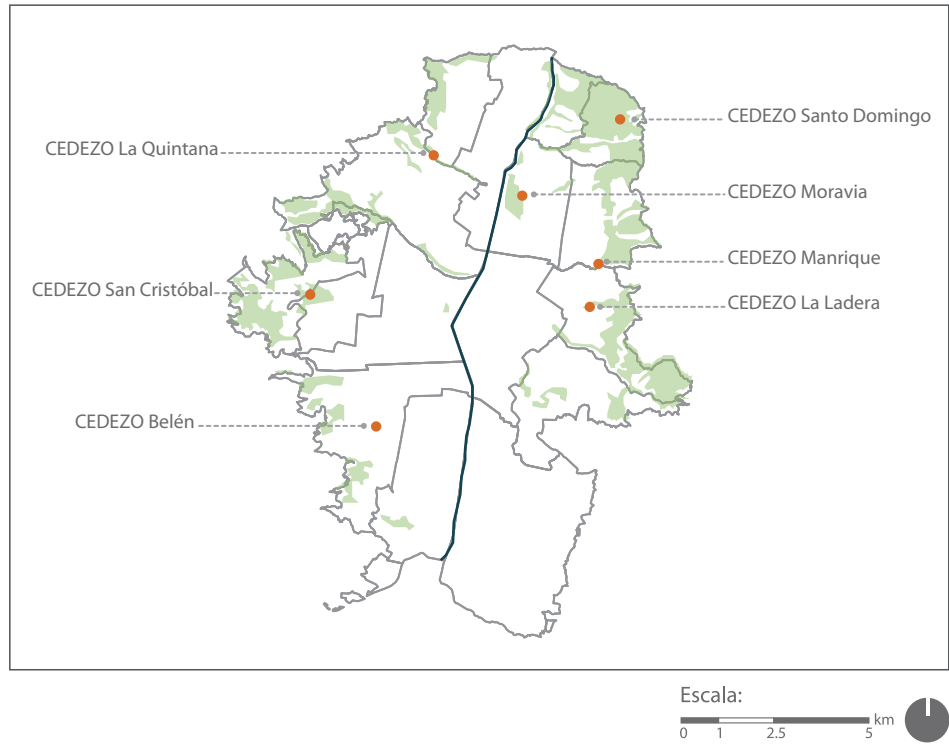 CEDEZO Santo Domingo
CEDEZO La Quintana
CEDEZO Moravia
CEDEZO Manrique
CEDEZO San Cristóbal
CEDEZO La Ladera
CEDEZO Belén
Escala:
km
0 1 2.5 5